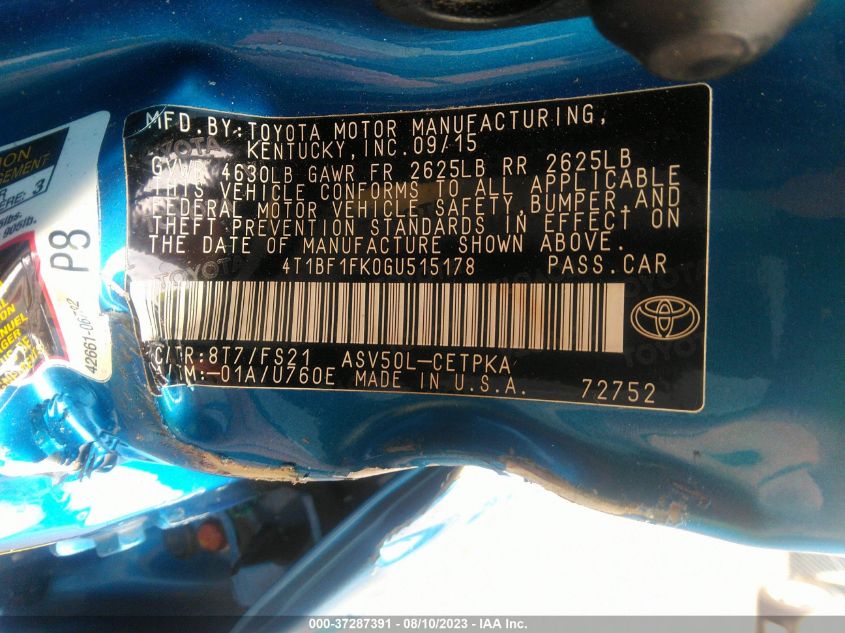 MFD.BY:TOYOTA MOTOR MANUFACTURING,
KENTUCKY,INC.09/15
GVWR 4630LB GAWR FR 2625LB RR 2625LB
THIS VEHICLE CONFORMS TO ALL APPLICABLE
FEDERAL MOTOR VEHICLE SAFETY,BUMPER,AND
THEFT PREVENTION STANDARDS IN EFFECT ON
THE DATE OF MANUFACTURE SHOWN ABOVE.
4T1BF1FK0GU515178 PASS.CAR
C/TR:8T7/FS21 ASV50L-CETPKA
A/TM:-01A/U760E MADE IN U.S.A. 72752
TOYOTA
P8
000-37287391 - 08/10/2023 - IAA Inc.